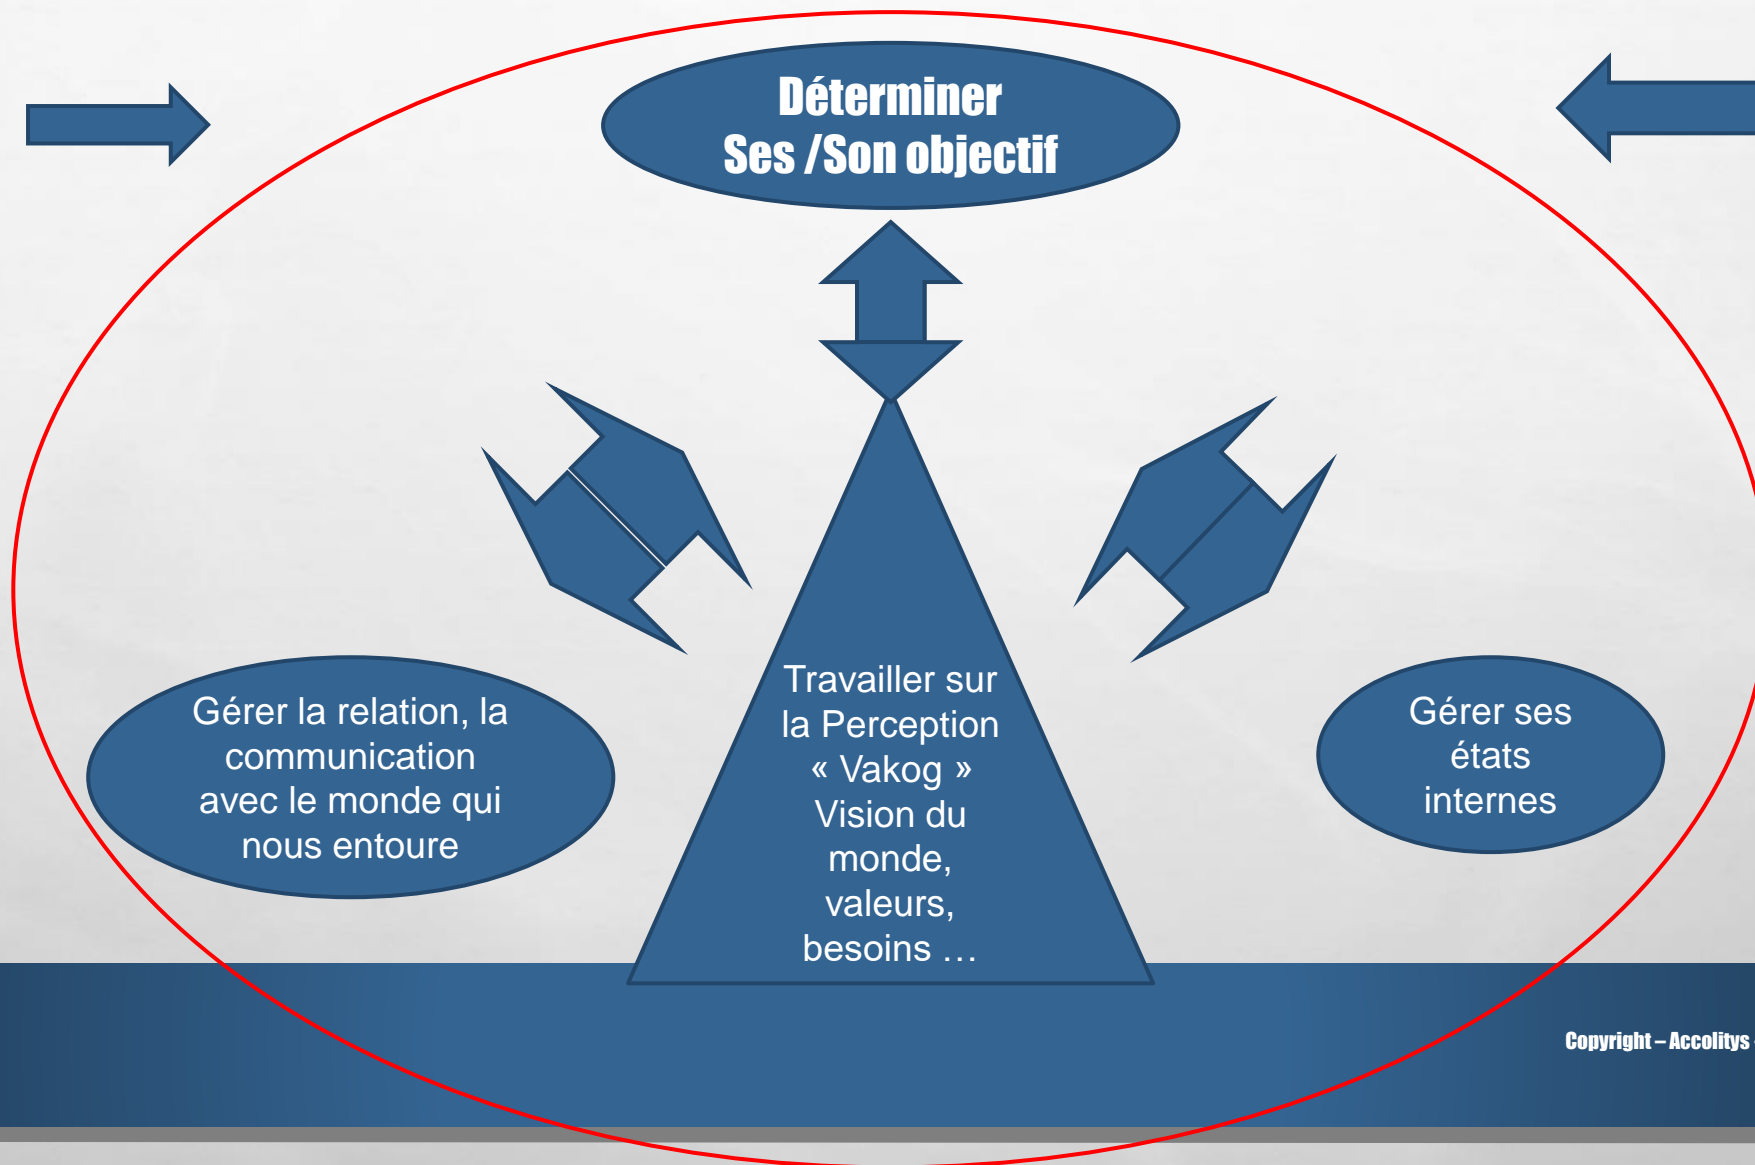 Déterminer
Ses /Son objectif
Gérer la relation, la
communication
avec le monde qui
nous entoure
Travailler sur
la Perception
« Vakog »
Vision du
monde,
valeurs,
besoins …
Gérer ses
états
internes
Copyright – Accolitys -